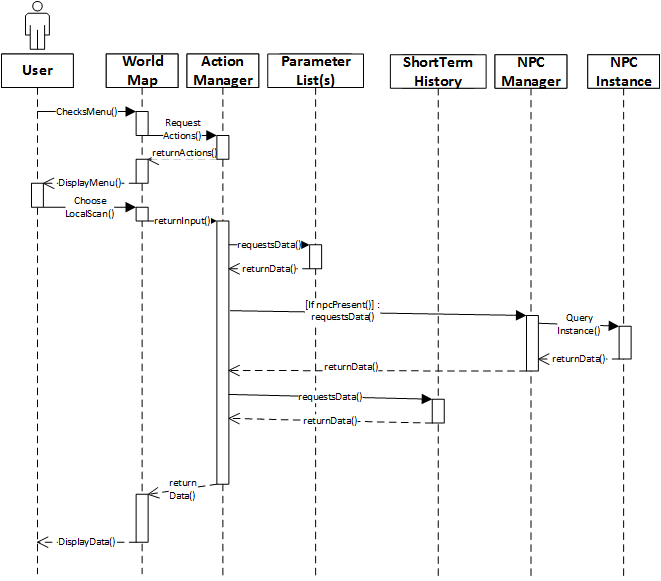 User
World
Map
Action
Manager
Parameter
List(s)
ShortTerm
History
NPC
Manager
NPC
Instance
ChecksMenu()
Request
Actions()
returnActions()
DisplayMenu()
Choose
LocalScan()
returnInput()
requestsData()
returnData()
[If npcPresent()] :
requestsData()
Query
Instance()
returnData()
returnData()
requestsData()
returnData()
return
Data()
DisplayData()